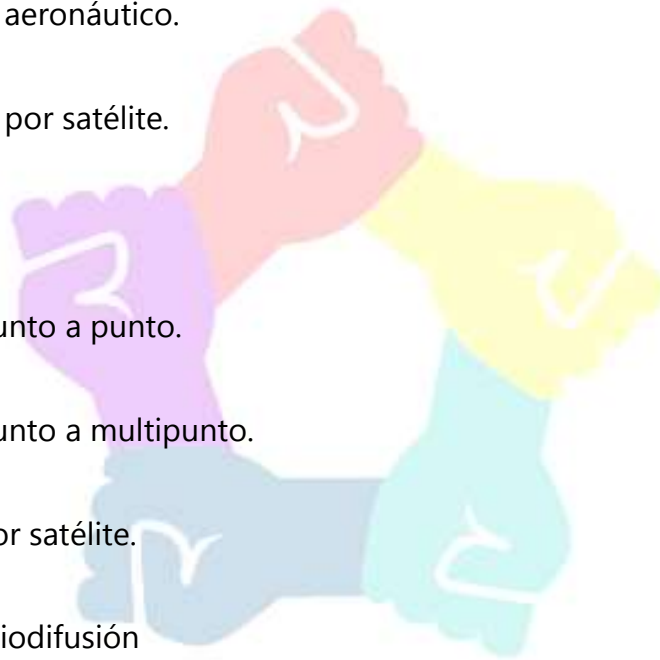 aeronáutico.
por satélite.
unto a punto.
unto a multipunto.
or satélite.
iodifusión